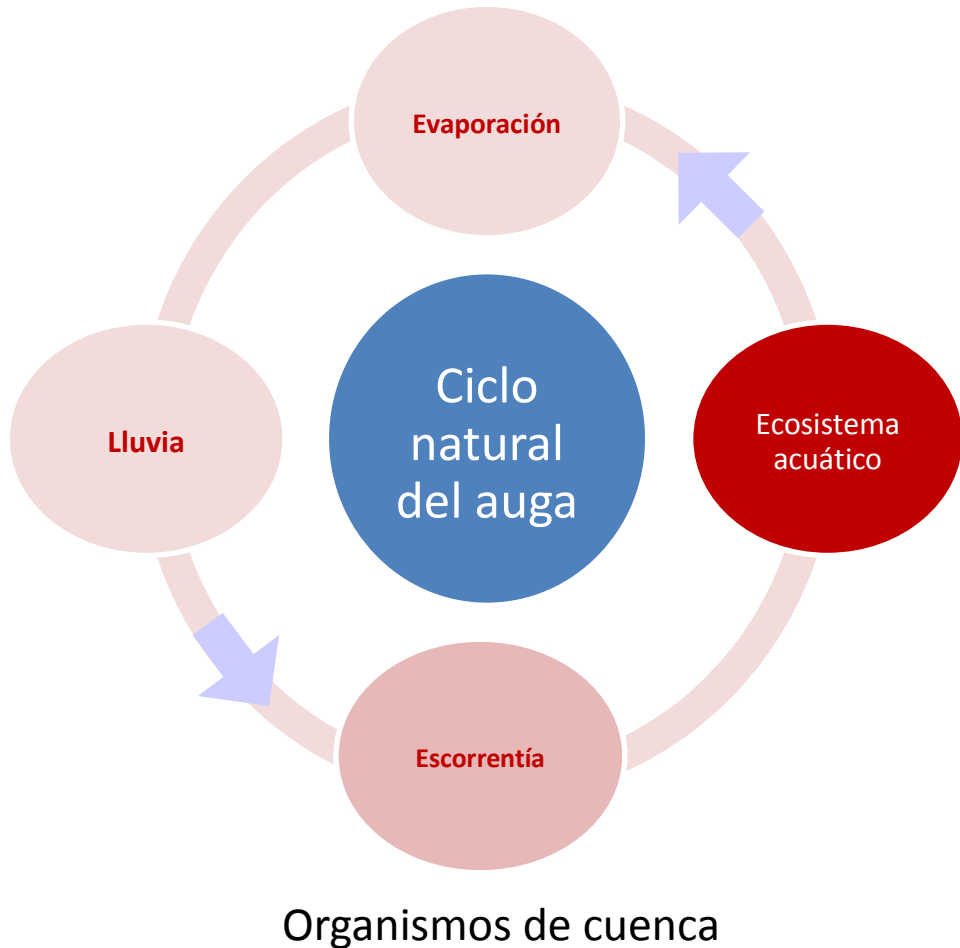 Evaporación
Lluvia
Ciclo
natural
del auga
Ecosistema
acuático
Escorrentía
Organismos de cuenca